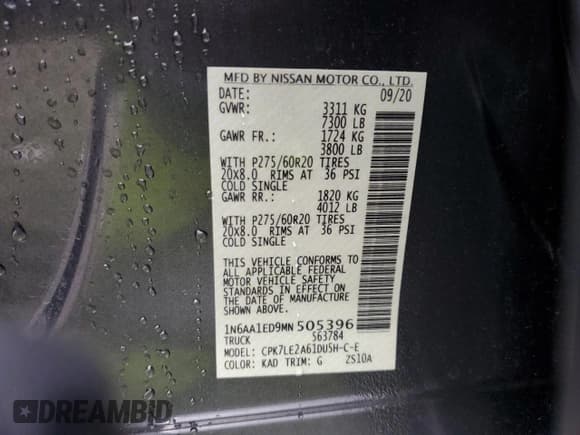 MFD BY NISSAN MOTOR CO., LTD.
DATE: 09/20
GVWR: 3311 KG
7300 LB
GAWR FR.: 1724 KG
3800 LB
WITH P275/60R20 TIRES
20x8.0 RIMS AT 36 PSI
COLD SINGLE
GAWR RR.: 1820 KG
4012 LB
WITH P275/60R20 TIRES
20x8.0 RIMS AT 36 PSI
COLD SINGLE
THIS VEHICLE CONFORMS TO
ALL APPLICABLE FEDERAL
MOTOR VEHICLE SAFETY
STANDARDS IN EFFECT ON
THE DATE OF MANUFACTURE
SHOWN ABOVE.
1N6AA1ED9MN505396
TRUCK 563784
MODEL: CPK7LE2A61DU5H-C-E
COLOR: KAD TRIM: G ZS10A
DREAMBID